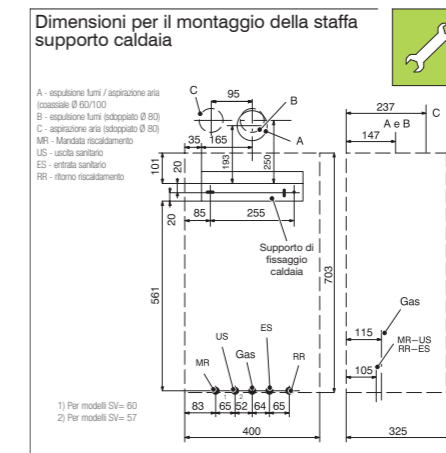 Dimensioni per il montaggio della staffa
supporto caldaia
A - espulsione fumi / aspirazione aria
(coassiale Ø 60/100
B - espulsione fumi (sdoppiato Ø 80)
C - aspirazione aria (sdoppiato Ø 80)
MR - Mandata riscaldamento
US - uscita sanitario
ES - entrata sanitario
RR - ritorno riscaldamento
95
C
B
A
35
165
193
250
101
20
20
85
255
Supporto di
fissaggio
caldaia
561
703
US
ES
MR
Gas
RR
1
2
83
65
52
64
65
400
237
C
A e B
147
Gas
115
MR–US
RR–ES
105
325
1) Per modelli SV= 60
2) Per modelli SV= 57